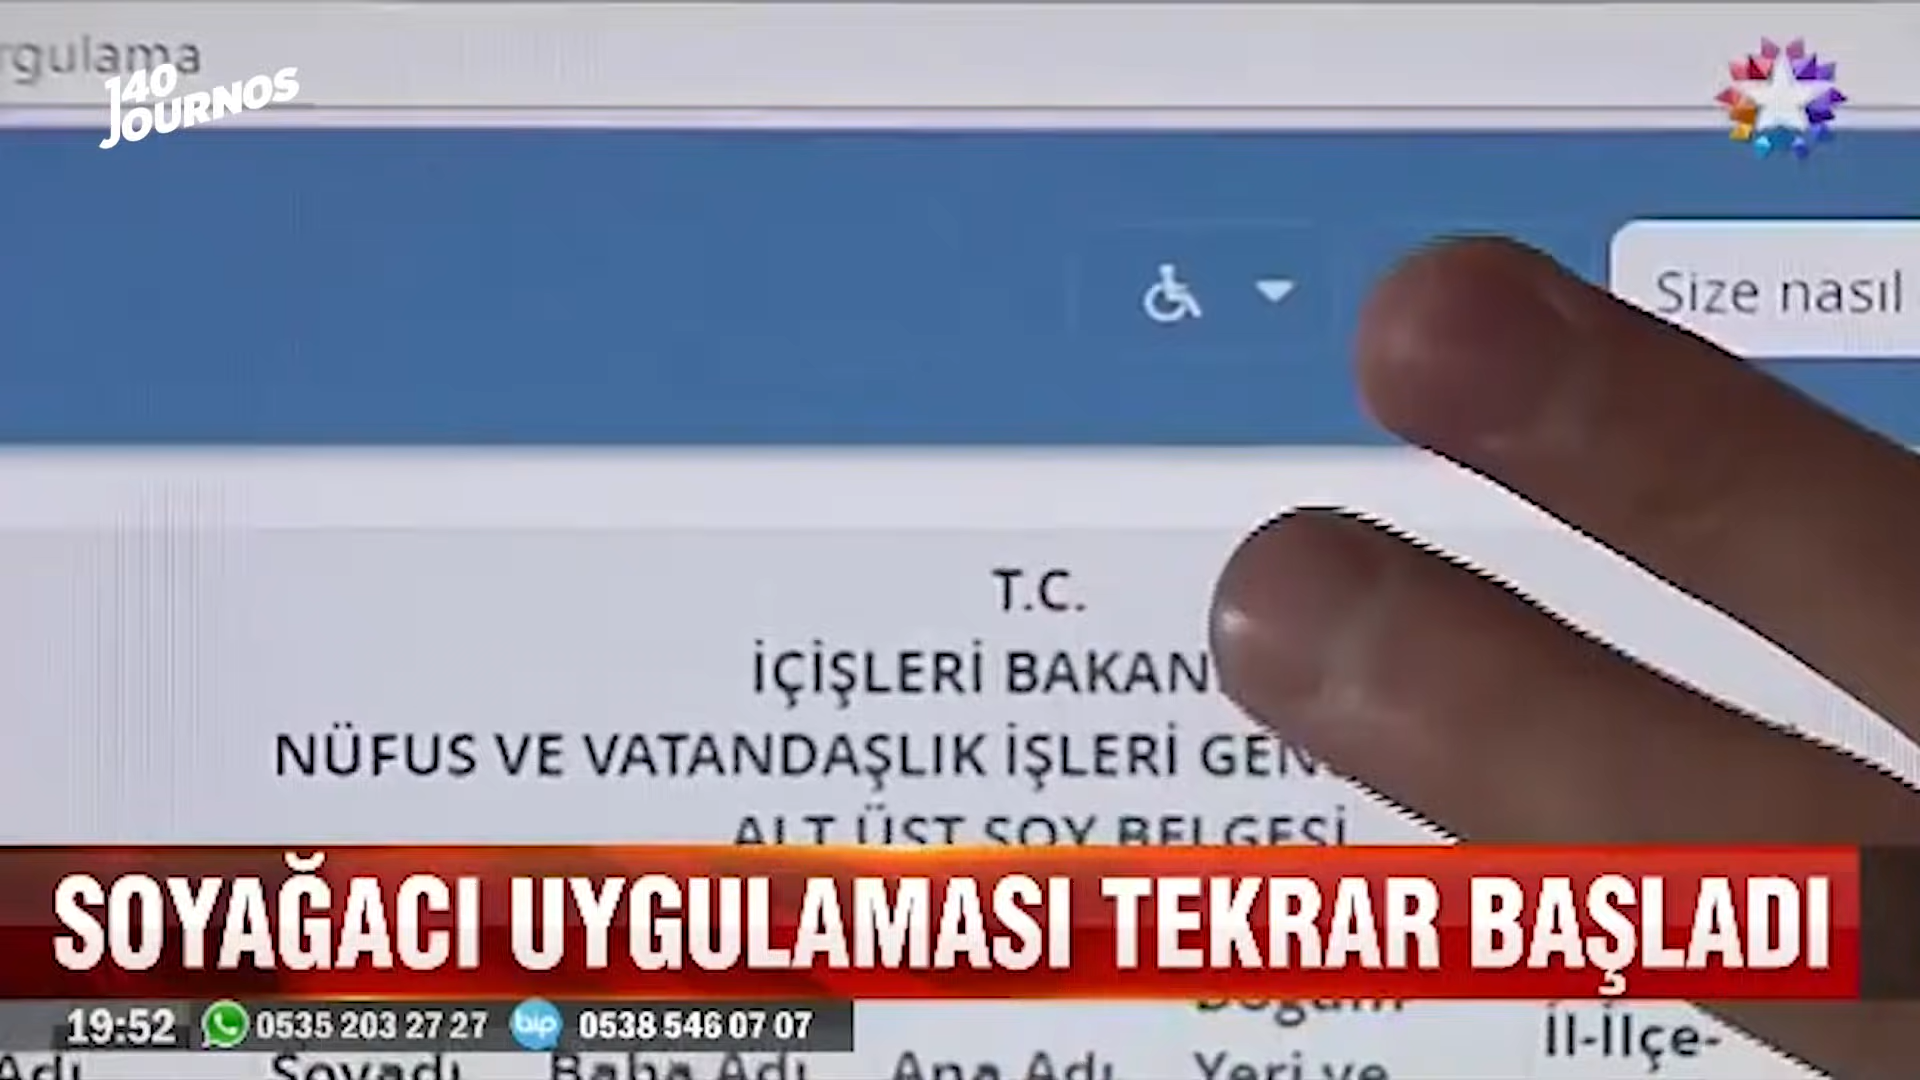 rgulama
140
JOURNOS
Size nasıl
T.C.
İÇİŞLERİ BAKAN
NÜFUS VE VATANDAŞLIK İŞLERİ GEN
ALT ÜST SOY BELGESİ
SOYAĞACI UYGULAMASI TEKRAR BAŞLADI
19:52 0535 203 27 27 bip 0538 546 07 07
Doğum
İl-İlçe-
Adı Soyadı Baba Adı Ana Adı Yeri ve